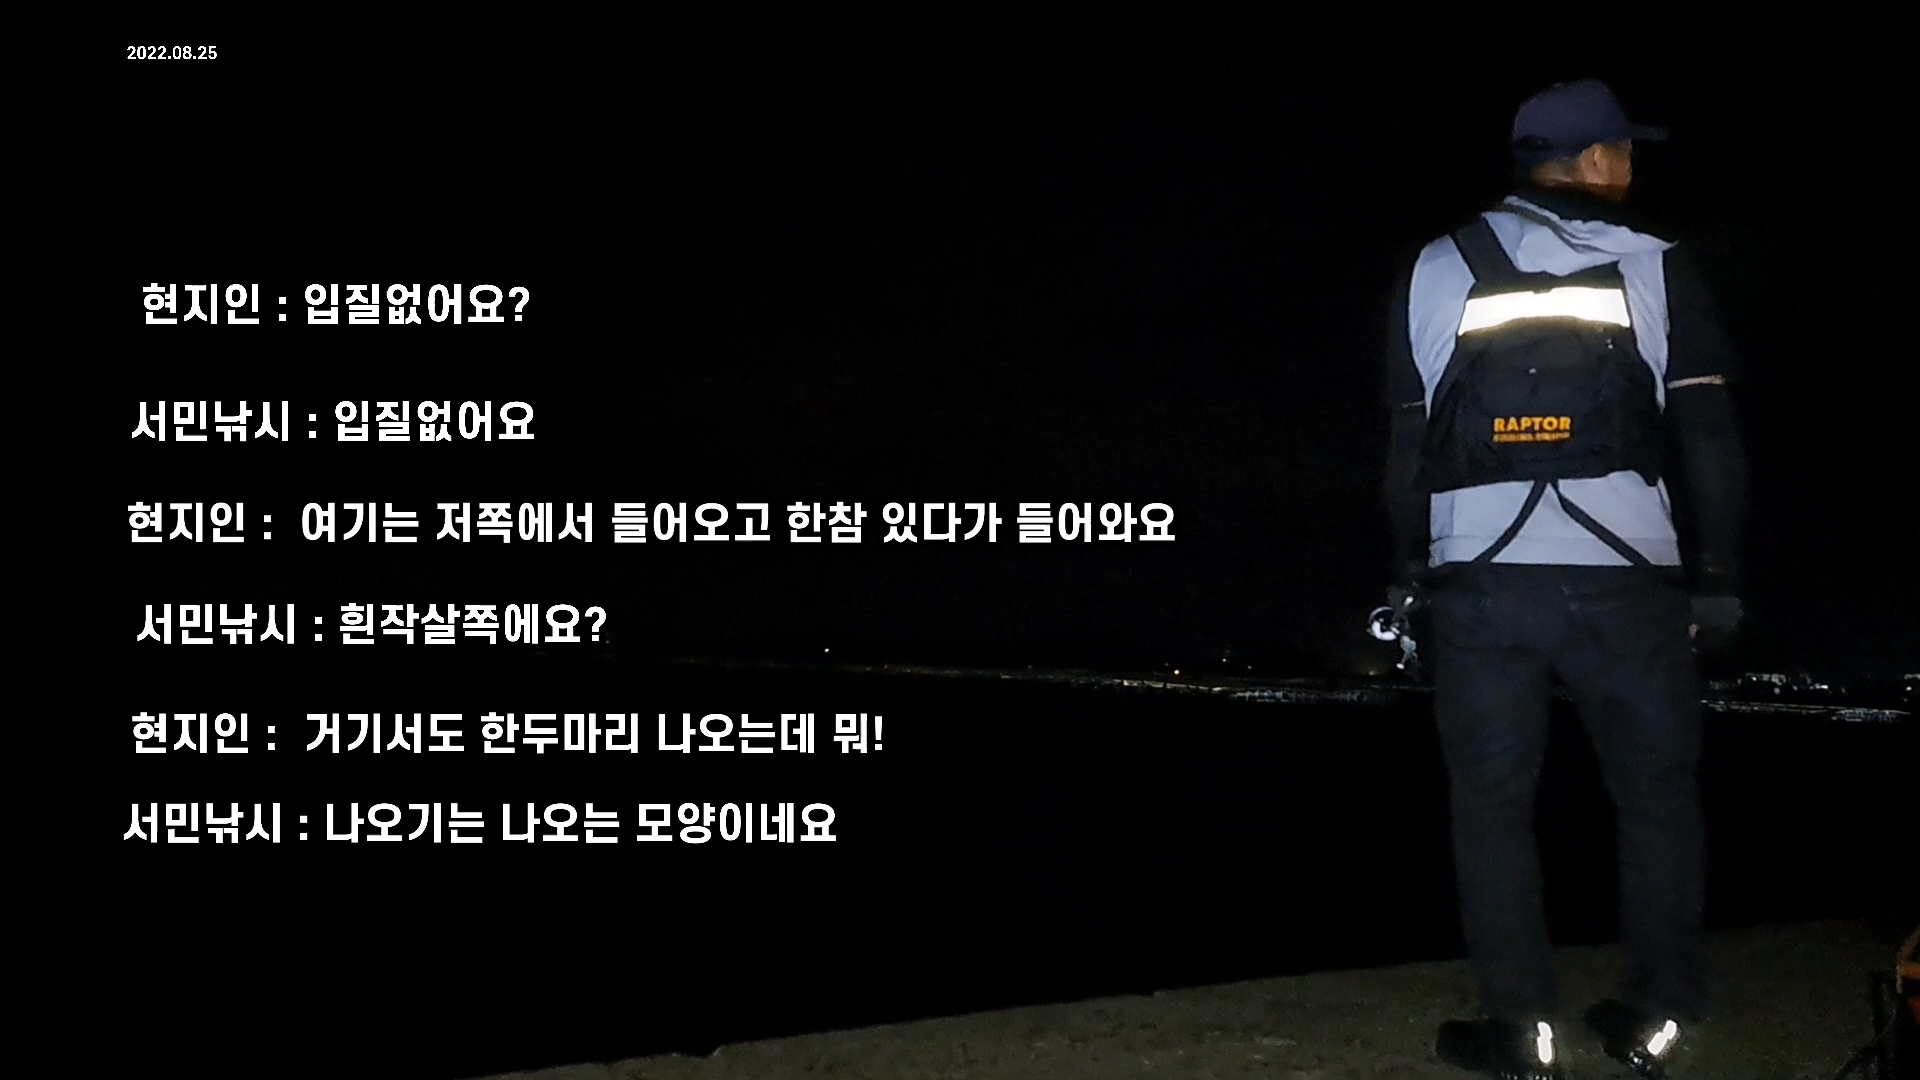 2022.08.25
현지인 : 입질없어요?
서민낚시 : 입질없어요
현지인 : 여기는 저쪽에서 들어오고 한참 있다가 들어와요
서민낚시 : 흰작살쪽에요?
현지인 : 거기서도 한두마리 나오는데 뭐!
서민낚시 : 나오기는 나오는 모양이네요
RAPTOR